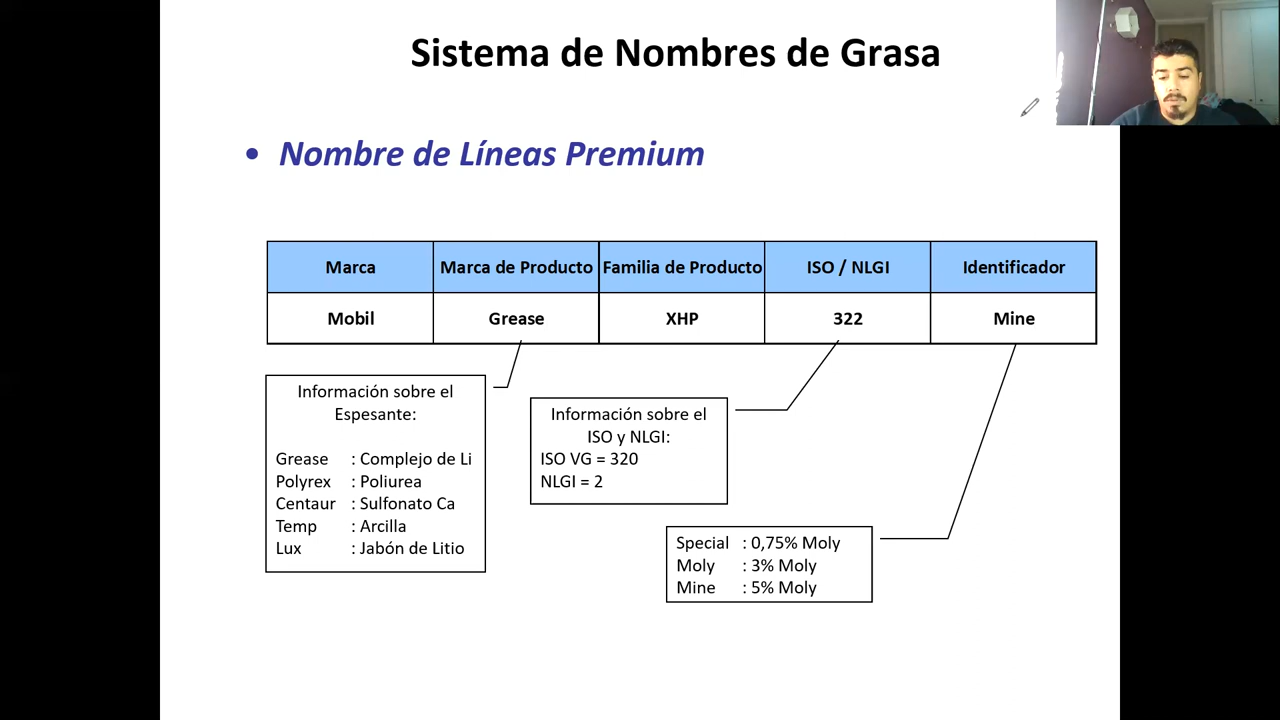 Sistema de Nombres de Grasa
• Nombre de Líneas Premium
Marca Marca de Producto Familia de Producto ISO / NLGI Identificador
Mobil Grease XHP 322 Mine
Información sobre el
Espesante:
Grease : Complejo de Li
Polyrex : Poliurea
Centaur : Sulfonato Ca
Temp : Arcilla
Lux : Jabón de Litio
Información sobre el
ISO y NLGI:
ISO VG = 320
NLGI = 2
Special : 0,75% Moly
Moly : 3% Moly
Mine : 5% Moly